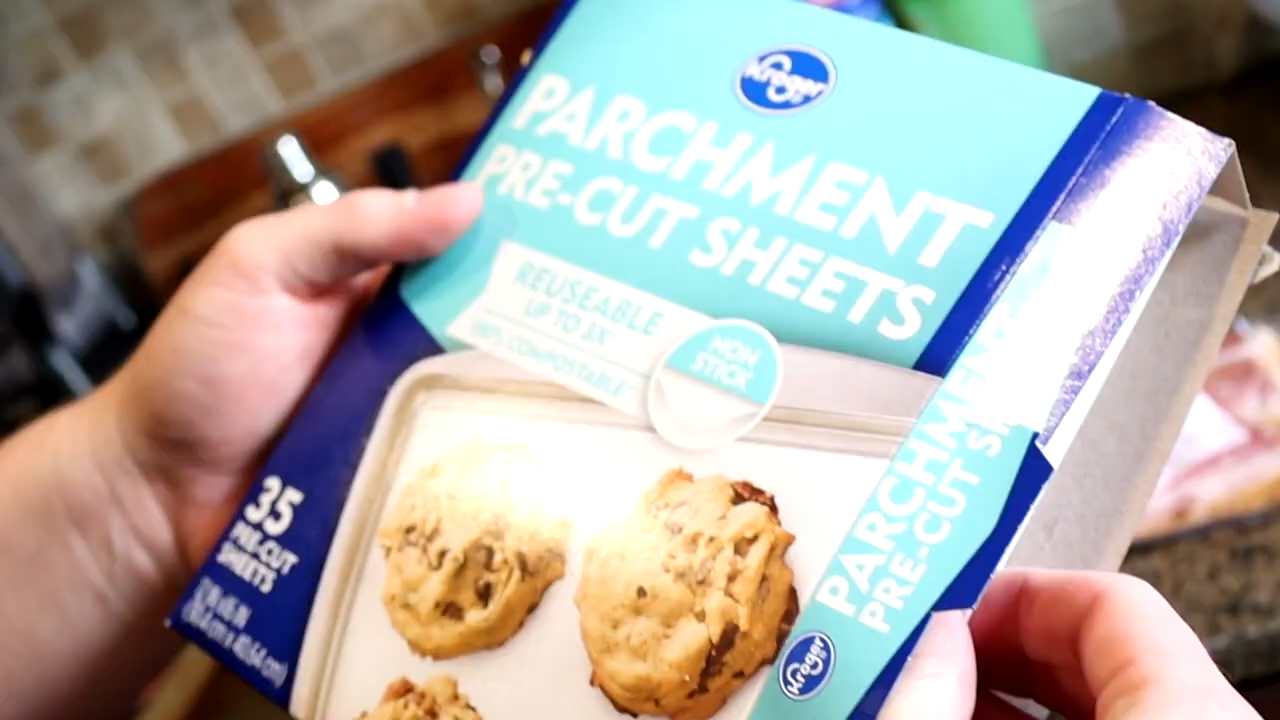 Kroger
PARCHMENT
PRE-CUT SHEETS
REUSEABLE
UP TO 3X
100% COMPOSTABLE
NON
STICK
35
PRE-CUT
SHEETS
PARCHMENT
PRE-CUT
Kroger